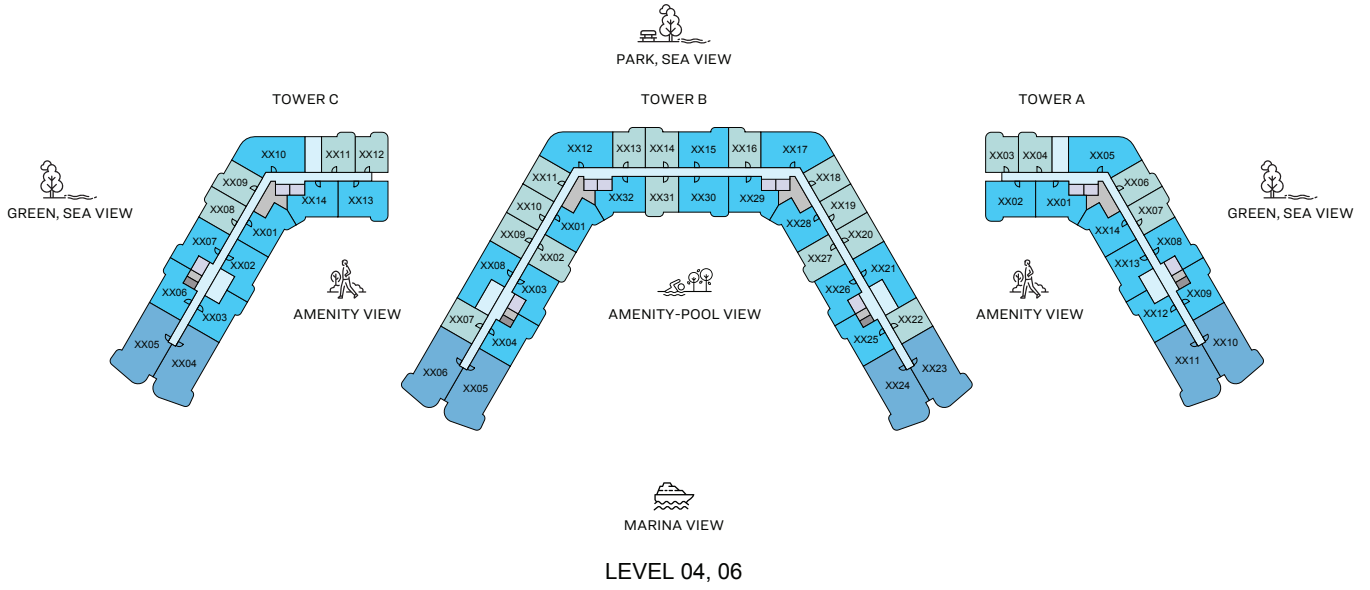 PARK, SEA VIEW
TOWER C
TOWER B
TOWER A
XX10
XX11
XX12
XX09
XX08
XX14
XX13
XX01
XX07
XX02
XX06
XX03
XX05
XX04
XX12
XX13
XX14
XX15
XX16
XX17
XX11
XX18
XX10
XX32
XX31
XX30
XX29
XX19
XX09
XX01
XX28
XX20
XX08
XX02
XX27
XX21
XX03
XX26
XX07
XX04
XX25
XX22
XX06
XX05
XX24
XX23
XX03
XX04
XX05
XX06
XX02
XX01
XX07
XX14
XX08
XX13
XX09
XX12
XX10
XX11
GREEN, SEA VIEW
AMENITY VIEW
AMENITY-POOL VIEW
AMENITY VIEW
GREEN, SEA VIEW
MARINA VIEW
LEVEL 04, 06